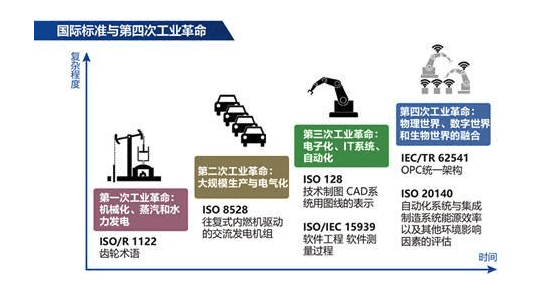 国际标准与第四次工业革命
复杂程度
第四次工业革命：
物理世界、数字世界
和生物世界的融合
IEC/TR 62541
OPC统一架构
ISO 20140
自动化系统与集成
制造系统能源效率
以及其他环境影响
因素的评估
第三次工业革命：
电子化、IT系统、
自动化
ISO 128
技术制图 CAD系
统用图线的表示
ISO/IEC 15939
软件工程 软件测
量过程
第二次工业革命：
大规模生产与电气化
ISO 8528
往复式内燃机驱动
的交流发电机组
第一次工业革命：
机械化、蒸汽和水
力发电
ISO/R 1122
齿轮术语
时间